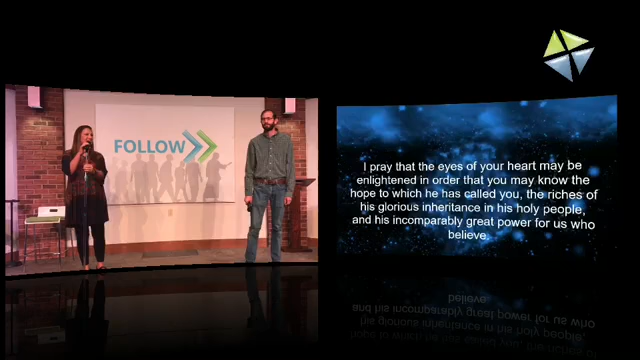 FOLLOW
I pray that the eyes of your heart may be
enlightened in order that you may know the
hope to which he has called you, the riches of
his glorious inheritance in his holy people,
and his incomparably great power for us who
believe.